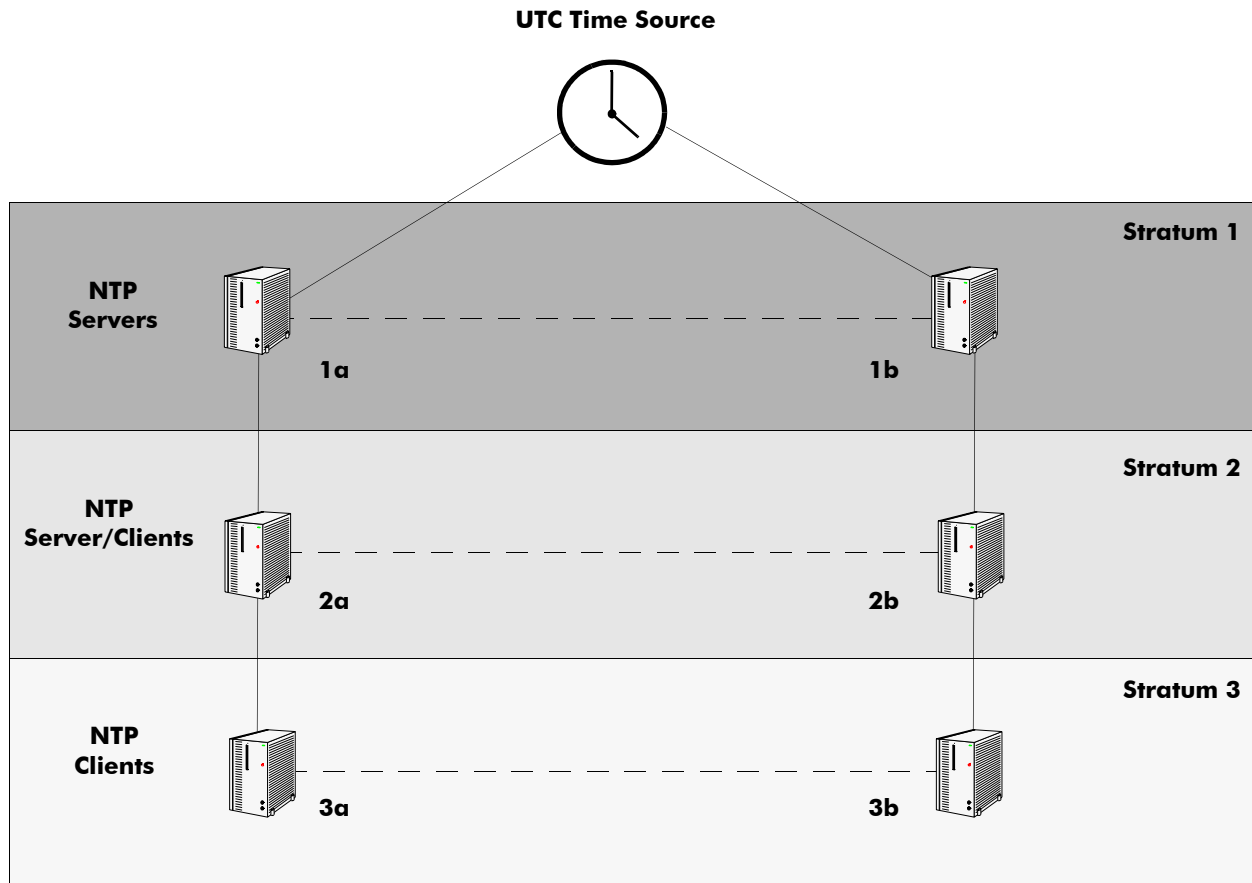 UTC Time Source
Stratum 1
NTP
Servers
1a
1b
Stratum 2
NTP
Server/Clients
2a
2b
Stratum 3
NTP
Clients
3a
3b